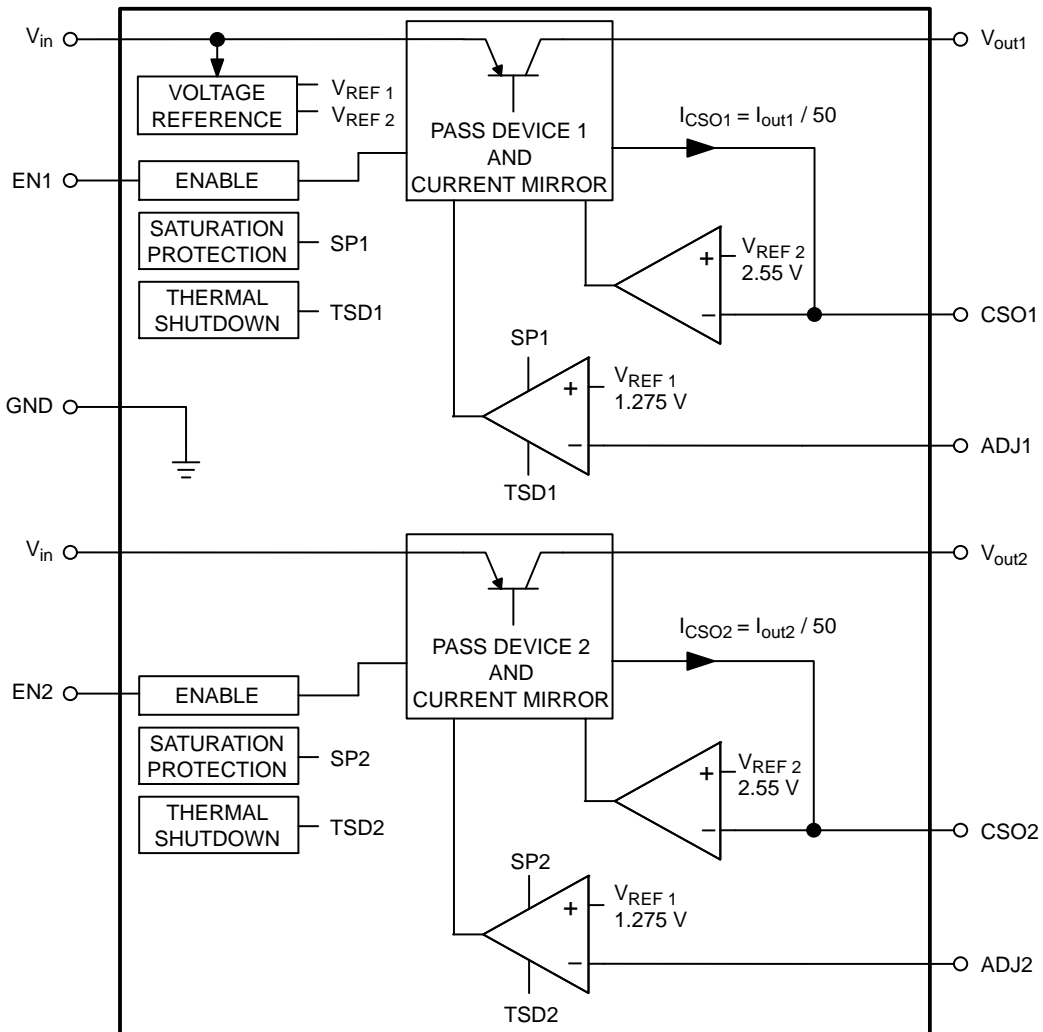 Vin
Vout1
VOLTAGE
REFERENCE
VREF 1
VREF 2
PASS DEVICE 1
AND
CURRENT MIRROR
ICSO1 = Iout1 / 50
EN1
ENABLE
SATURATION
PROTECTION
SP1
THERMAL
SHUTDOWN
TSD1
+
VREF 2
2.55 V
−
CSO1
SP1
+
VREF 1
1.275 V
−
ADJ1
TSD1
GND
Vin
Vout2
PASS DEVICE 2
AND
CURRENT MIRROR
ICSO2 = Iout2 / 50
EN2
ENABLE
SATURATION
PROTECTION
SP2
THERMAL
SHUTDOWN
TSD2
+
VREF 2
2.55 V
−
CSO2
SP2
+
VREF 1
1.275 V
−
ADJ2
TSD2